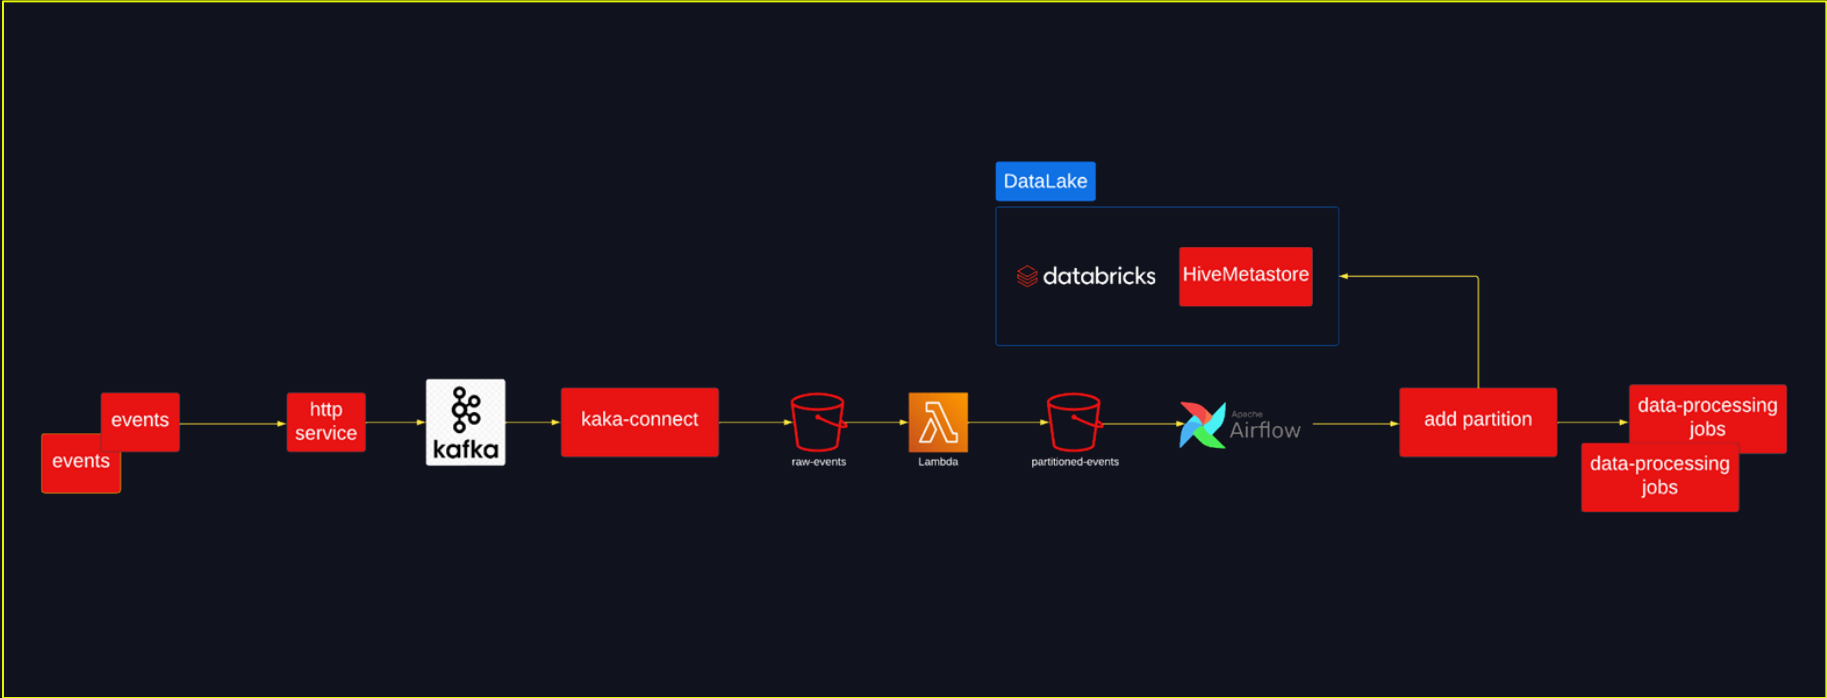 DataLake
databricks
HiveMetastore
events
events
http
service
kafka
kaka-connect
raw-events
Lambda
partitioned-events
Apache
Airflow
add partition
data-processing
jobs
data-processing
jobs